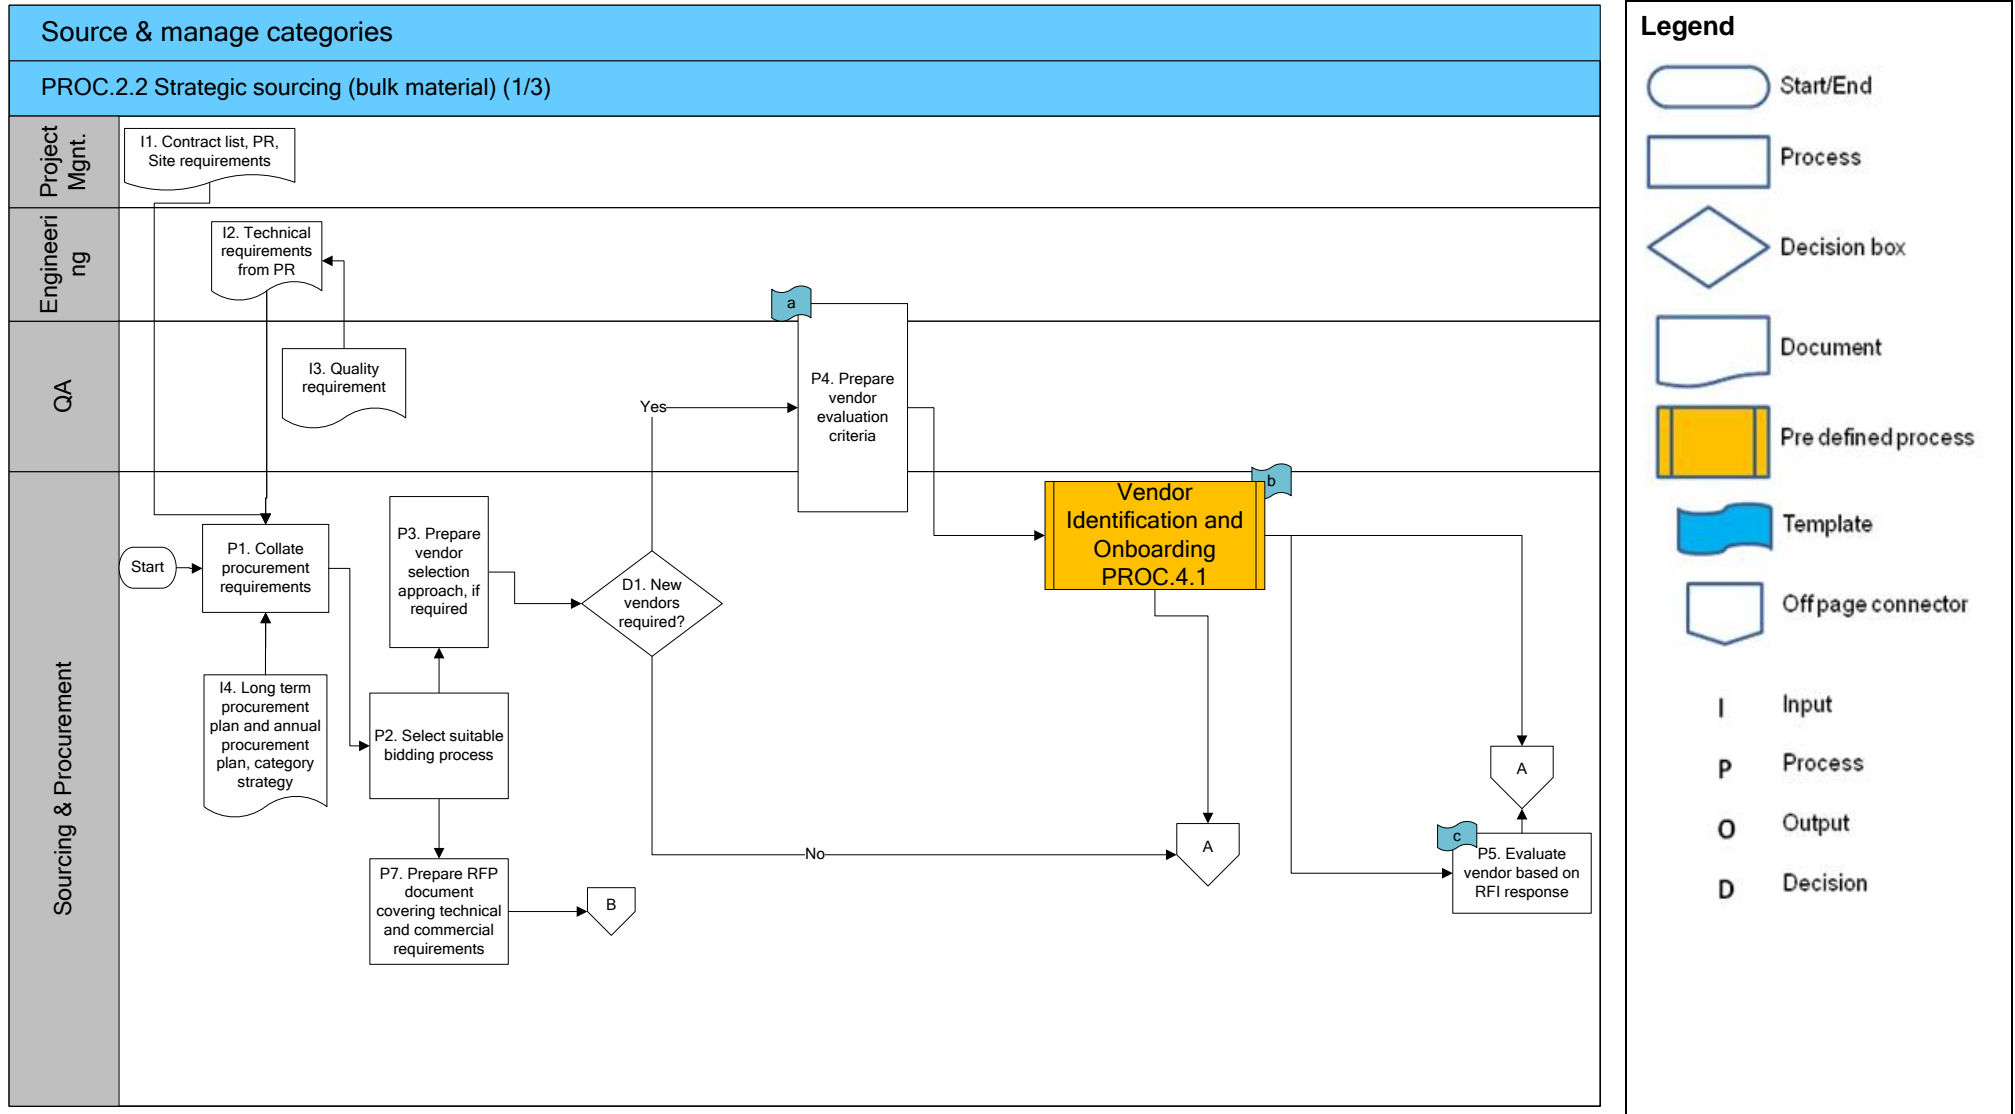 Source & manage categories
PROC.2.2 Strategic sourcing (bulk material) (1/3)
Project
Mgnt.
I1. Contract list, PR,
Site requirements
Engineeri
ng
I2. Technical
requirements
from PR
a
QA
I3. Quality
requirement
Yes
P4. Prepare
vendor
evaluation
criteria
Sourcing & Procurement
Start
P1. Collate
procurement
requirements
I4. Long term
procurement
plan and annual
procurement
plan, category
strategy
P3. Prepare
vendor
selection
approach, if
required
P2. Select suitable
bidding process
P7. Prepare RFP
document
covering technical
and commercial
requirements
B
D1. New
vendors
required?
No
b
Vendor
Identification and
Onboarding
PROC.4.1
A
A
c
P5. Evaluate
vendor based on
RFI response
Legend
Start/End
Process
Decision box
Document
Pre defined process
Template
Off page connector
I Input
P Process
O Output
D Decision